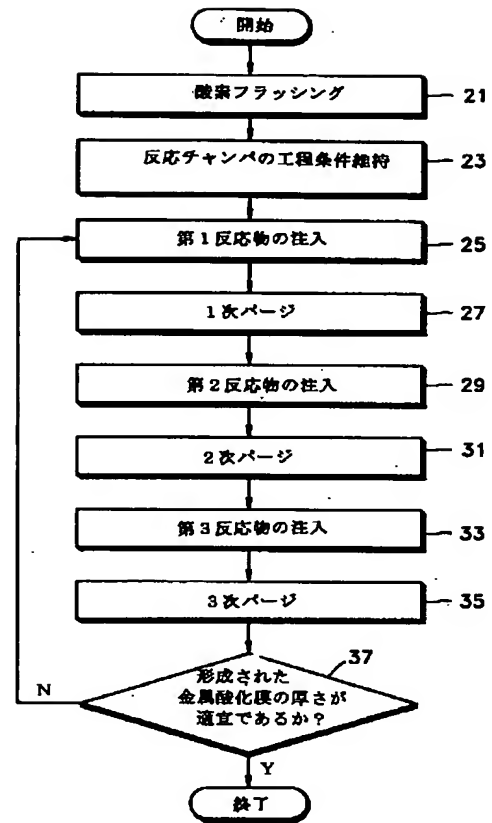 開始
酸素フラッシング
21
反応チャンバの工程条件維持
23
第1反応物の注入
25
1次パージ
27
第2反応物の注入
29
2次パージ
31
第3反応物の注入
33
3次パージ
35
37
形成された
金属酸化膜の厚さが
適宜であるか?
N
Y
終了